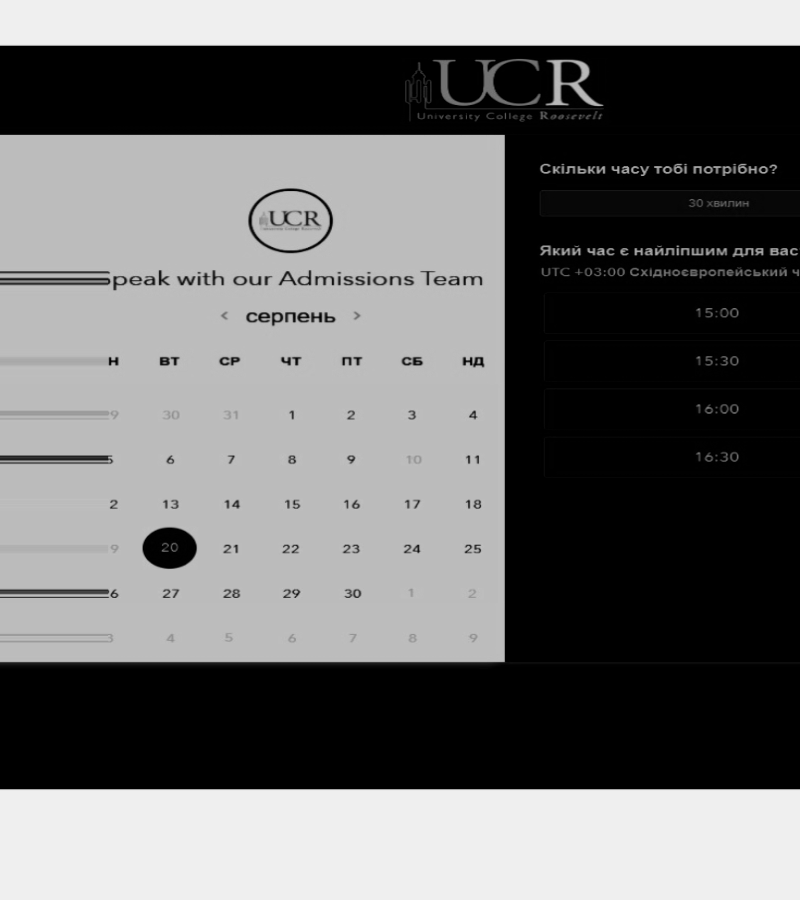 UCR
University College Roosevelt
UCR
peak with our Admissions Team
< серпень >
Н ВТ СР ЧТ ПТ СБ НД
9 30 31 1 2 3 4
5 6 7 8 9 10 11
2 13 14 15 16 17 18
9 20 21 22 23 24 25
6 27 28 29 30 1 2
3 4 5 6 7 8 9
Скільки часу тобі потрібно?
30 хвилин
Який час є найліпшим для вас
UTC +03:00 Східноєвропейський ч
15:00
15:30
16:00
16:30